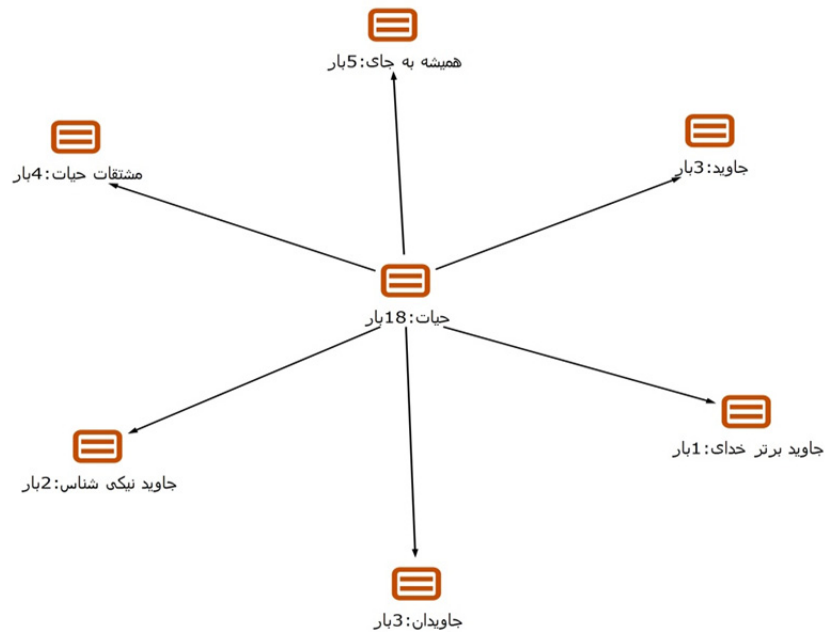 همیشه به جای:5بار
جاوید:3بار
مشتقات حیات:4بار
حیات:18بار
جاوید برتر خدای:1بار
جاوید نیکی شناس:2بار
جاویدان:3بار